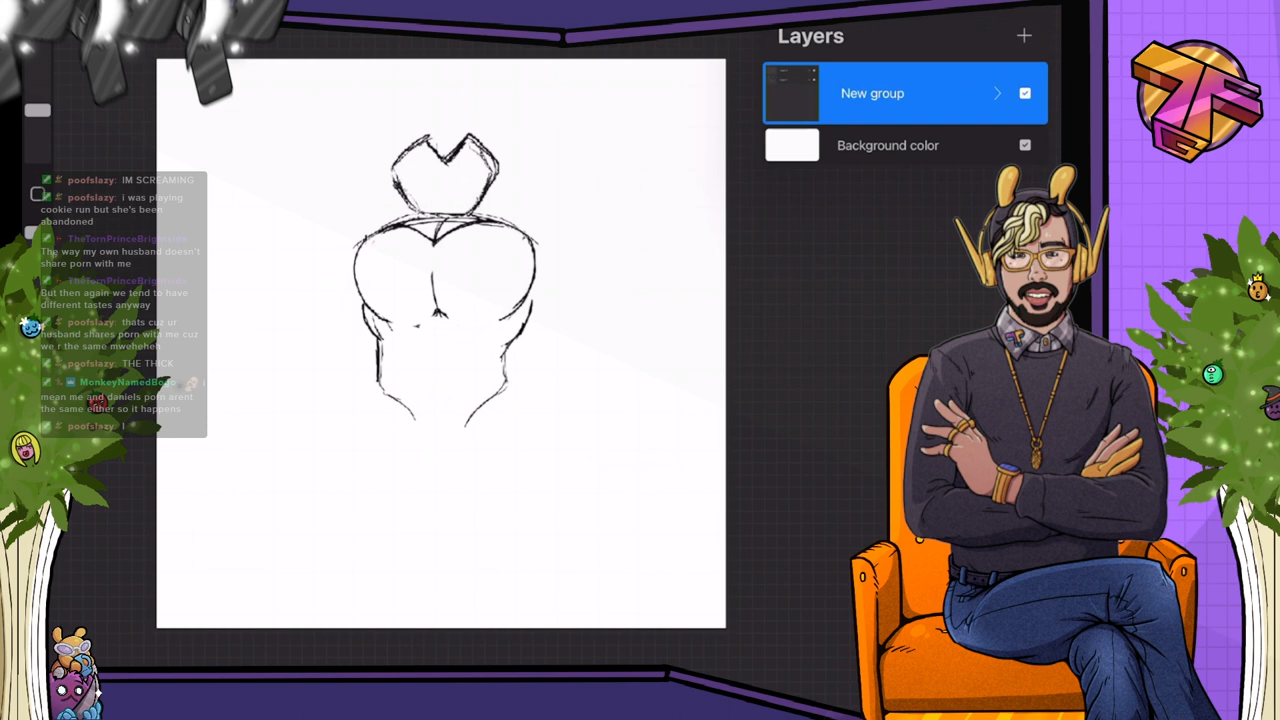 Layers
New group
Background color
poofslazy: IM SCREAMING
poofslazy: i was playing
cookie run but she's been
abandoned
The way my own husband doesn't
share porn with me
But then again we tend to have
different tastes anyway
poofslazy: thats cuz ur
husband shares porn with me cuz
we r the same mweheheh
poofslazy: THE THICK
MonkeyNamedBojo I
mean me and daniels porn arent
the same either so it happens
poofslazy: I